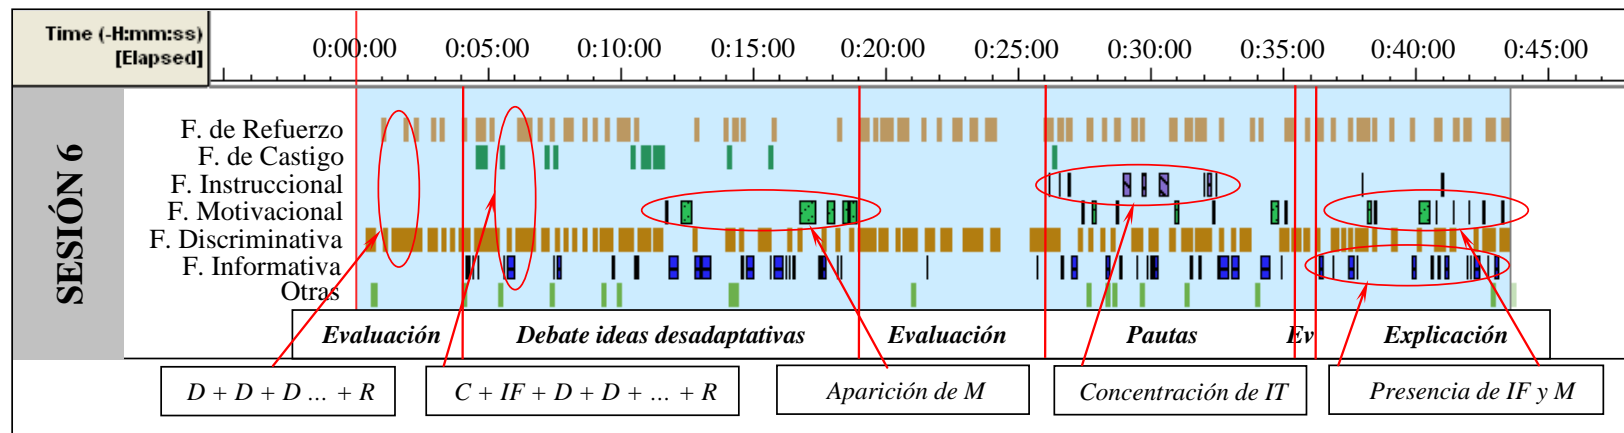 Time (-H:mm:ss)
[Elapsed]
0:00:00 0:05:00 0:10:00 0:15:00 0:20:00 0:25:00 0:30:00 0:35:00 0:40:00 0:45:00
SESIÓN 6
F. de Refuerzo
F. de Castigo
F. Instruccional
F. Motivacional
F. Discriminativa
F. Informativa
Otras
Evaluación Debate ideas desadaptativas Evaluación Pautas Ev Explicación
D + D + D ... + R C + IF + D + D + ... + R Aparición de M Concentración de IT Presencia de IF y M